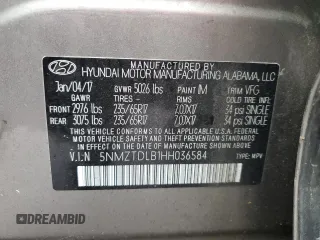 MANUFACTURED BY
HYUNDAI MOTOR MANUFACTURING ALABAMA, LLC
Jan/04/17 GVWR 5026 lbs PAINT IM TRIM VFG
GAWR TIRES - RIMS - COLD TIRE INF. PR.
FRONT 2976 lbs 235/65R17 7.0JX17 34 psi SINGLE
REAR 3075 lbs 235/65R17 7.0JX17 34 psi SINGLE
THIS VEHICLE CONFORMS TO ALL APPLICABLE
FEDERAL MOTOR VEHICLE SAFETY, BUMPER, AND THEFT
PREVENTION STANDARDS IN EFFECT ON THE DATE OF
MANUFACTURE SHOWN ABOVE.
V.I.N 5NMZTDLB1HH036584 TYPE: MPV
AUTOBIDMASTER